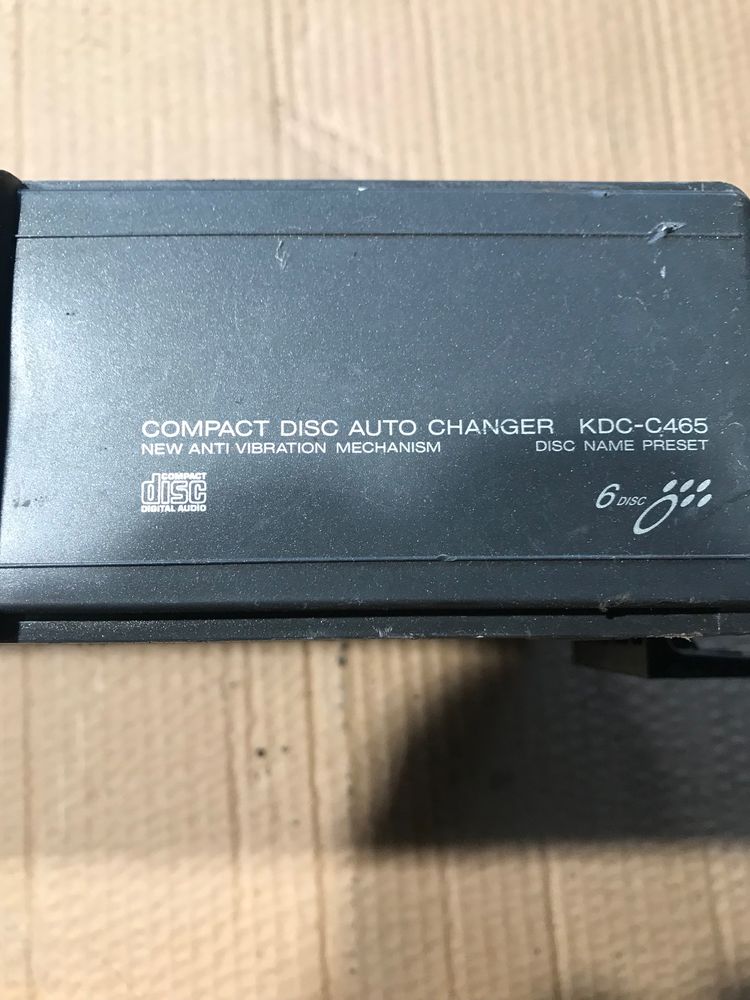 COMPACT DISC AUTO CHANGER KDC-C465
NEW ANTI VIBRATION MECHANISM DISC NAME PRESET
COMPACT
disc
DIGITAL AUDIO
6 DISC